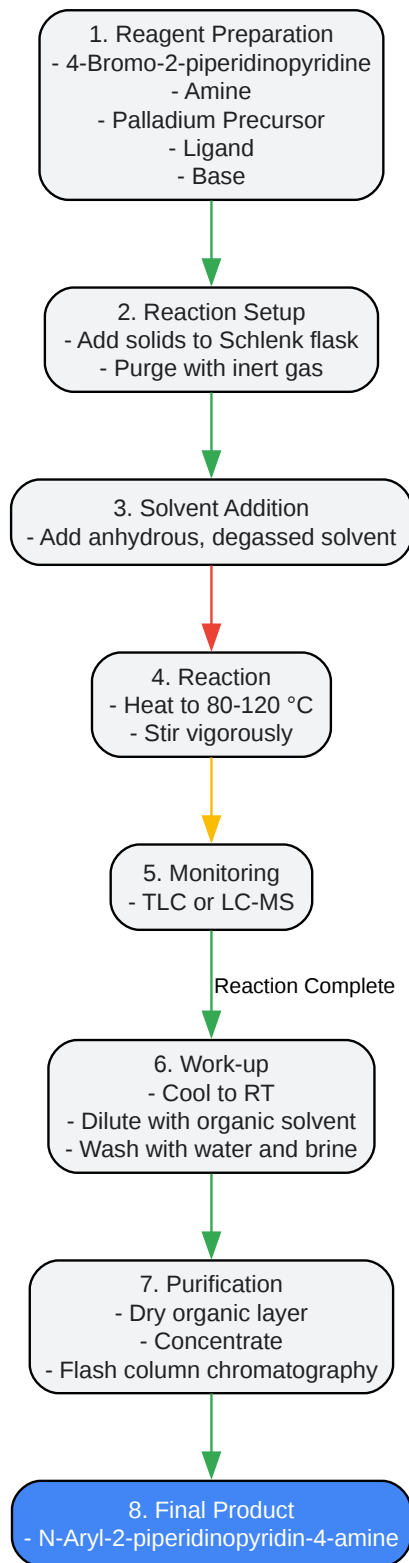 1. Reagent Preparation
- 4-Bromo-2-piperidinopyridine
- Amine
- Palladium Precursor
- Ligand
- Base
2. Reaction Setup
- Add solids to Schlenk flask
- Purge with inert gas
3. Solvent Addition
- Add anhydrous, degassed solvent
4. Reaction
- Heat to 80-120 °C
- Stir vigorously
5. Monitoring
- TLC or LC-MS
Reaction Complete
6. Work-up
- Cool to RT
- Dilute with organic solvent
- Wash with water and brine
7. Purification
- Dry organic layer
- Concentrate
- Flash column chromatography
8. Final Product
- N-Aryl-2-piperidinopyridin-4-amine